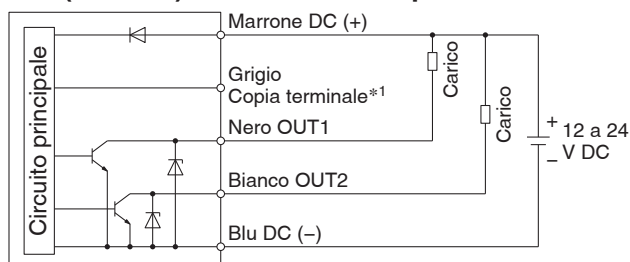 Marrone DC (+)
Circuito principale
Grigio
Copia terminale*1
Nero OUT1
Carico
Carico
+ 12 a 24
– V DC
Bianco OUT2
Blu DC (–)